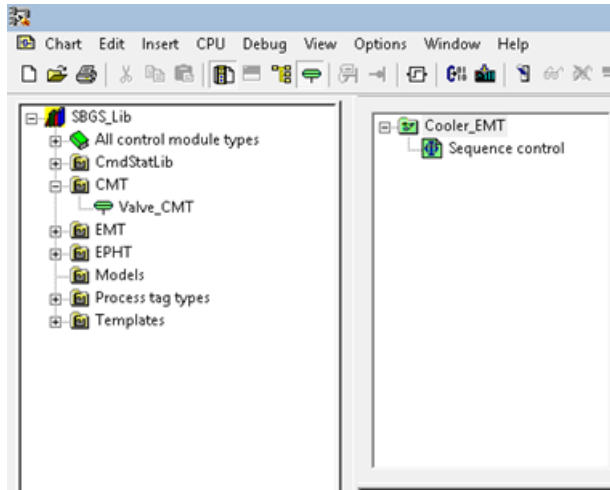 Chart Edit Insert CPU Debug View Options Window Help
SBGS_Lib
All control module types
CmdStatLib
CMT
Valve_CMT
EMT
EPHT
Models
Process tag types
Templates
Cooler_EMT
Sequence control